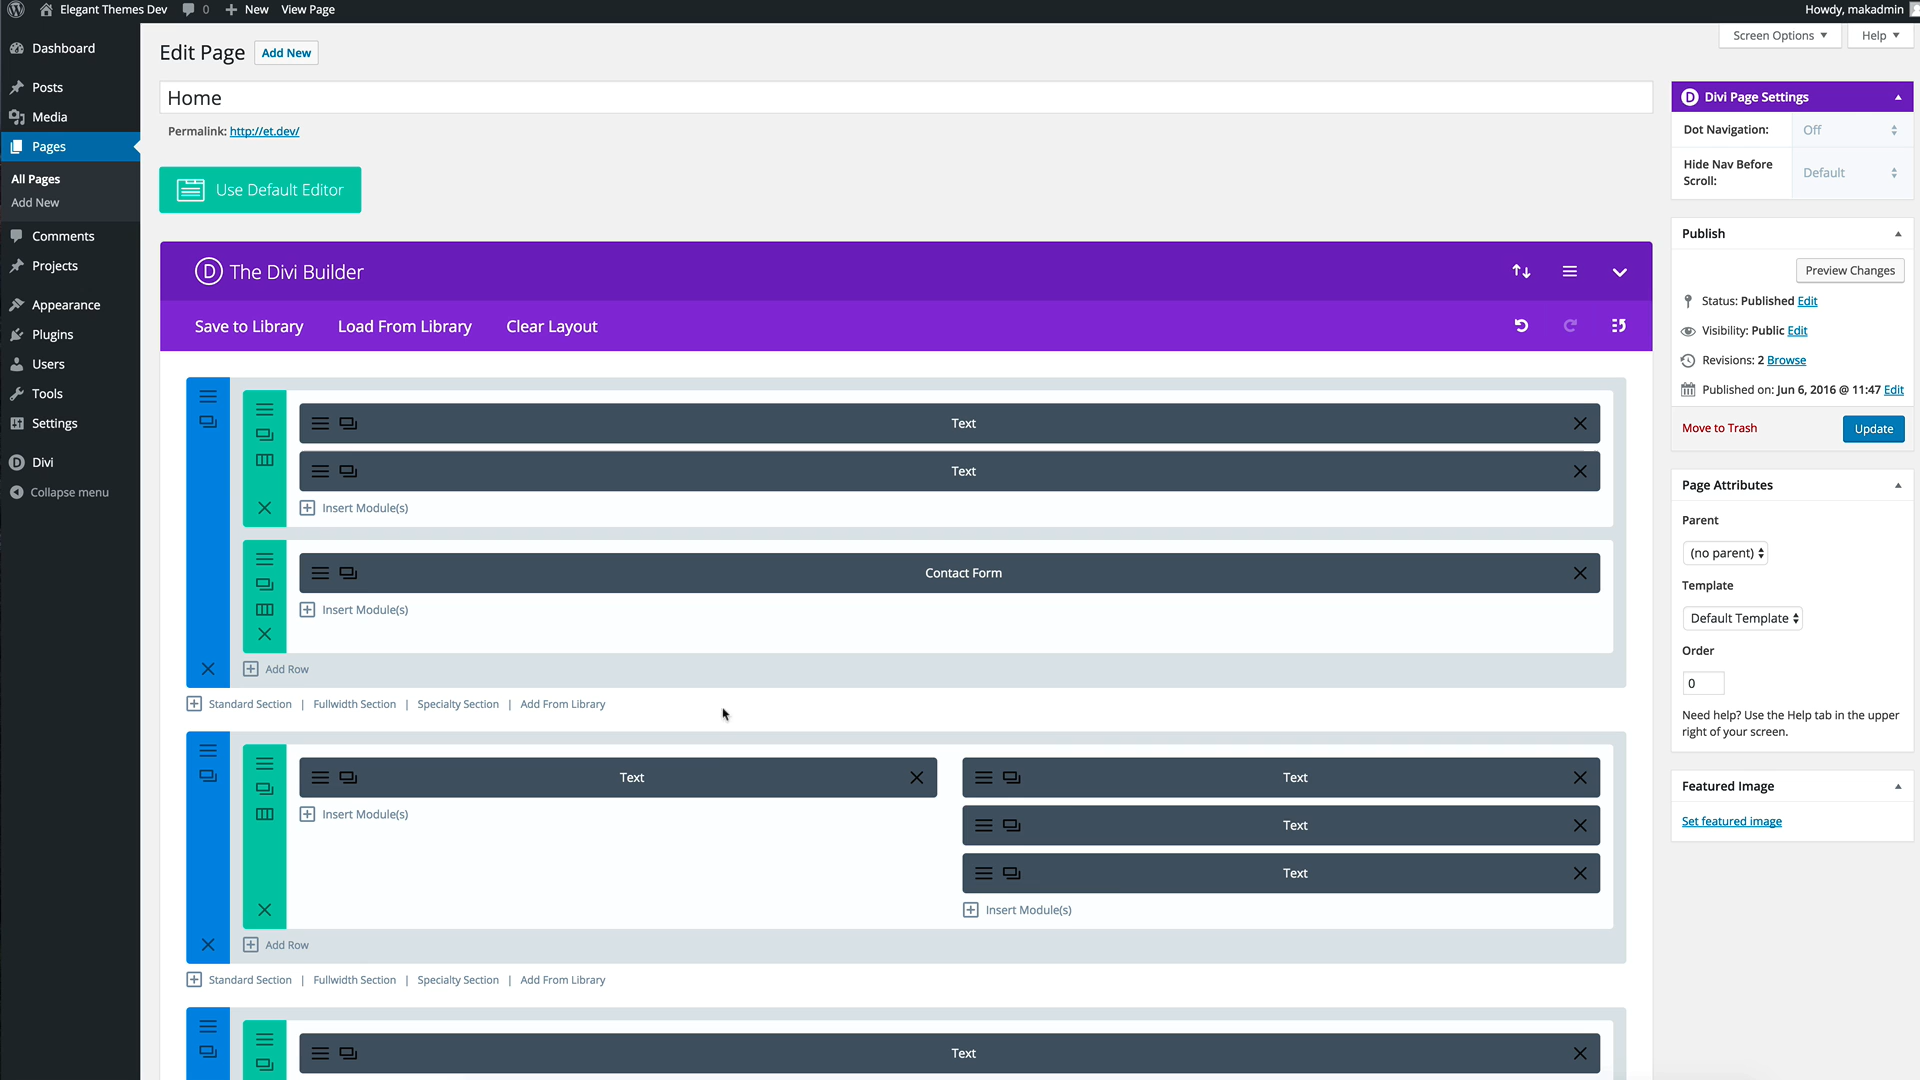 Elegant Themes Dev
0
New
View Page
Howdy, makadmin
Dashboard
Posts
Media
Pages
All Pages
Add New
Comments
Projects
Appearance
Plugins
Users
Tools
Settings
Divi
Collapse menu
Edit Page
Add New
Screen Options
Help
Home
Permalink: http://et.dev/
Use Default Editor
The Divi Builder
Save to Library
Load From Library
Clear Layout
Text
Text
Insert Module(s)
Contact Form
Insert Module(s)
Add Row
Standard Section | Fullwidth Section | Specialty Section | Add From Library
Text
Insert Module(s)
Text
Text
Text
Insert Module(s)
Add Row
Standard Section | Fullwidth Section | Specialty Section | Add From Library
Text
Divi Page Settings
Dot Navigation:
Off
Hide Nav Before
Scroll:
Default
Publish
Preview Changes
Status: Published Edit
Visibility: Public Edit
Revisions: 2 Browse
Published on: Jun 6, 2016 @ 11:47 Edit
Move to Trash
Update
Page Attributes
Parent
(no parent)
Template
Default Template
Order
0
Need help? Use the Help tab in the upper
right of your screen.
Featured Image
Set featured image